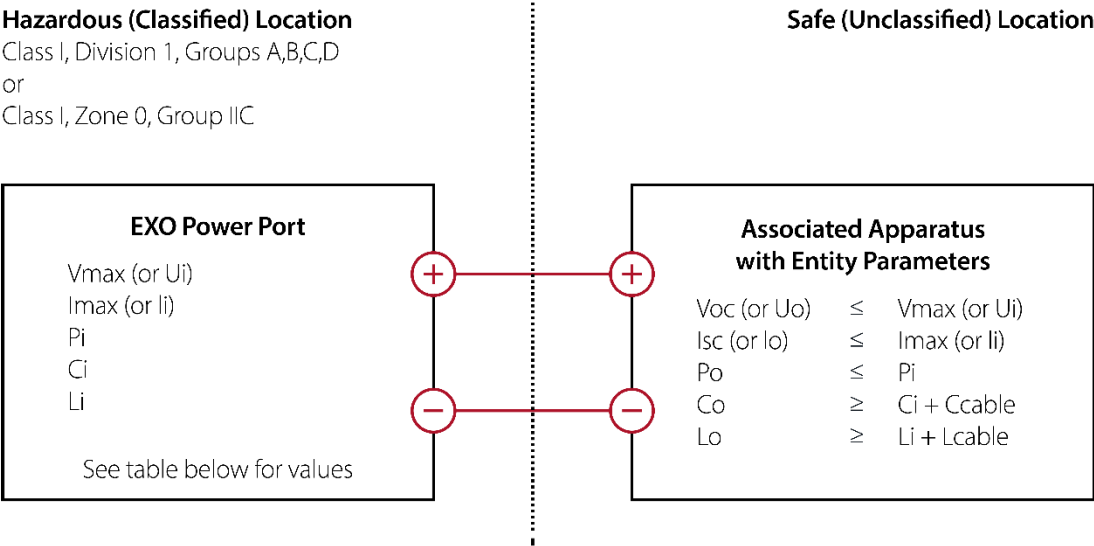 Hazardous (Classified) Location
Class I, Division 1, Groups A,B,C,D
or
Class I, Zone 0, Group IIC
Safe (Unclassified) Location
EXO Power Port
Vmax (or Ui)
Imax (or li)
Pi
Ci
Li
See table below for values
+
−
+
−
Associated Apparatus
with Entity Parameters
Voc (or Uo) ≤ Vmax (or Ui)
Isc (or Io) ≤ Imax (or li)
Po ≤ Pi
Co ≥ Ci + Ccable
Lo ≥ Li + Lcable